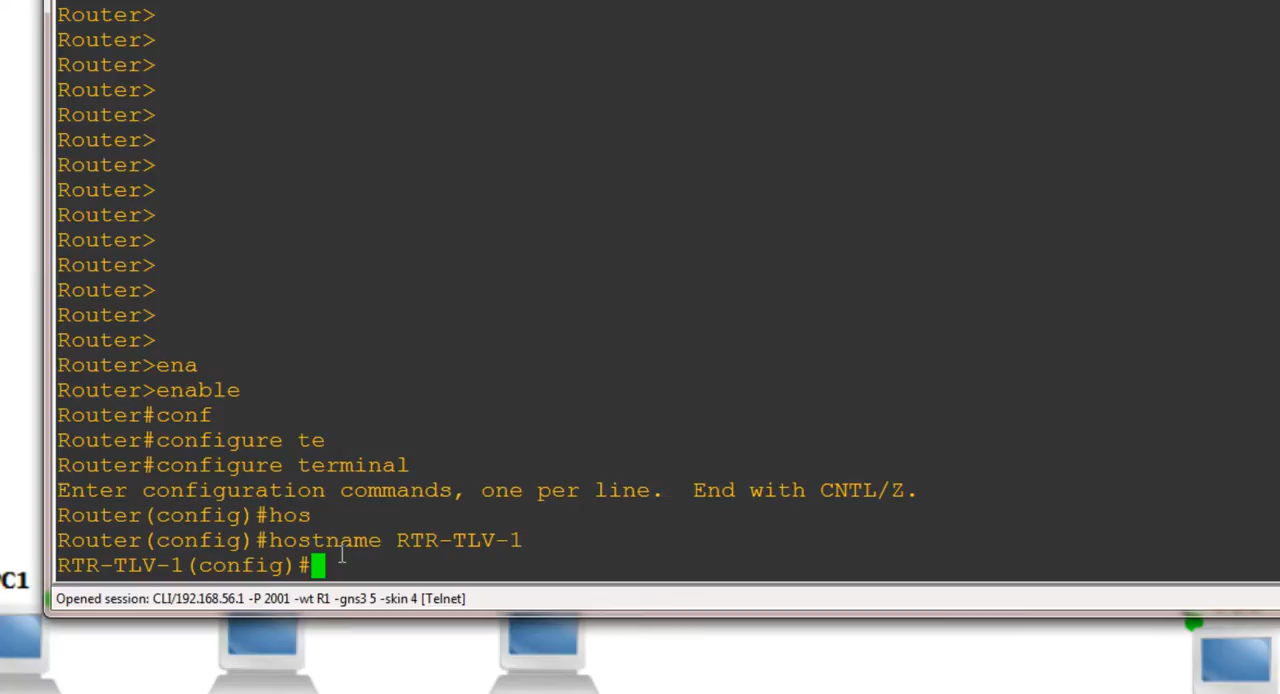 Router>
Router>
Router>
Router>
Router>
Router>
Router>
Router>
Router>
Router>
Router>
Router>
Router>
Router>
Router>ena
Router>enable
Router#conf
Router#configure te
Router#configure terminal
Enter configuration commands, one per line.  End with CNTL/Z.
Router(config)#hos
Router(config)#hostname RTR-TLV-1
RTR-TLV-1(config)#
PC1
Opened session: CLI/192.168.56.1 -P 2001 -wt R1 -gns3 5 -skin 4 [Telnet]